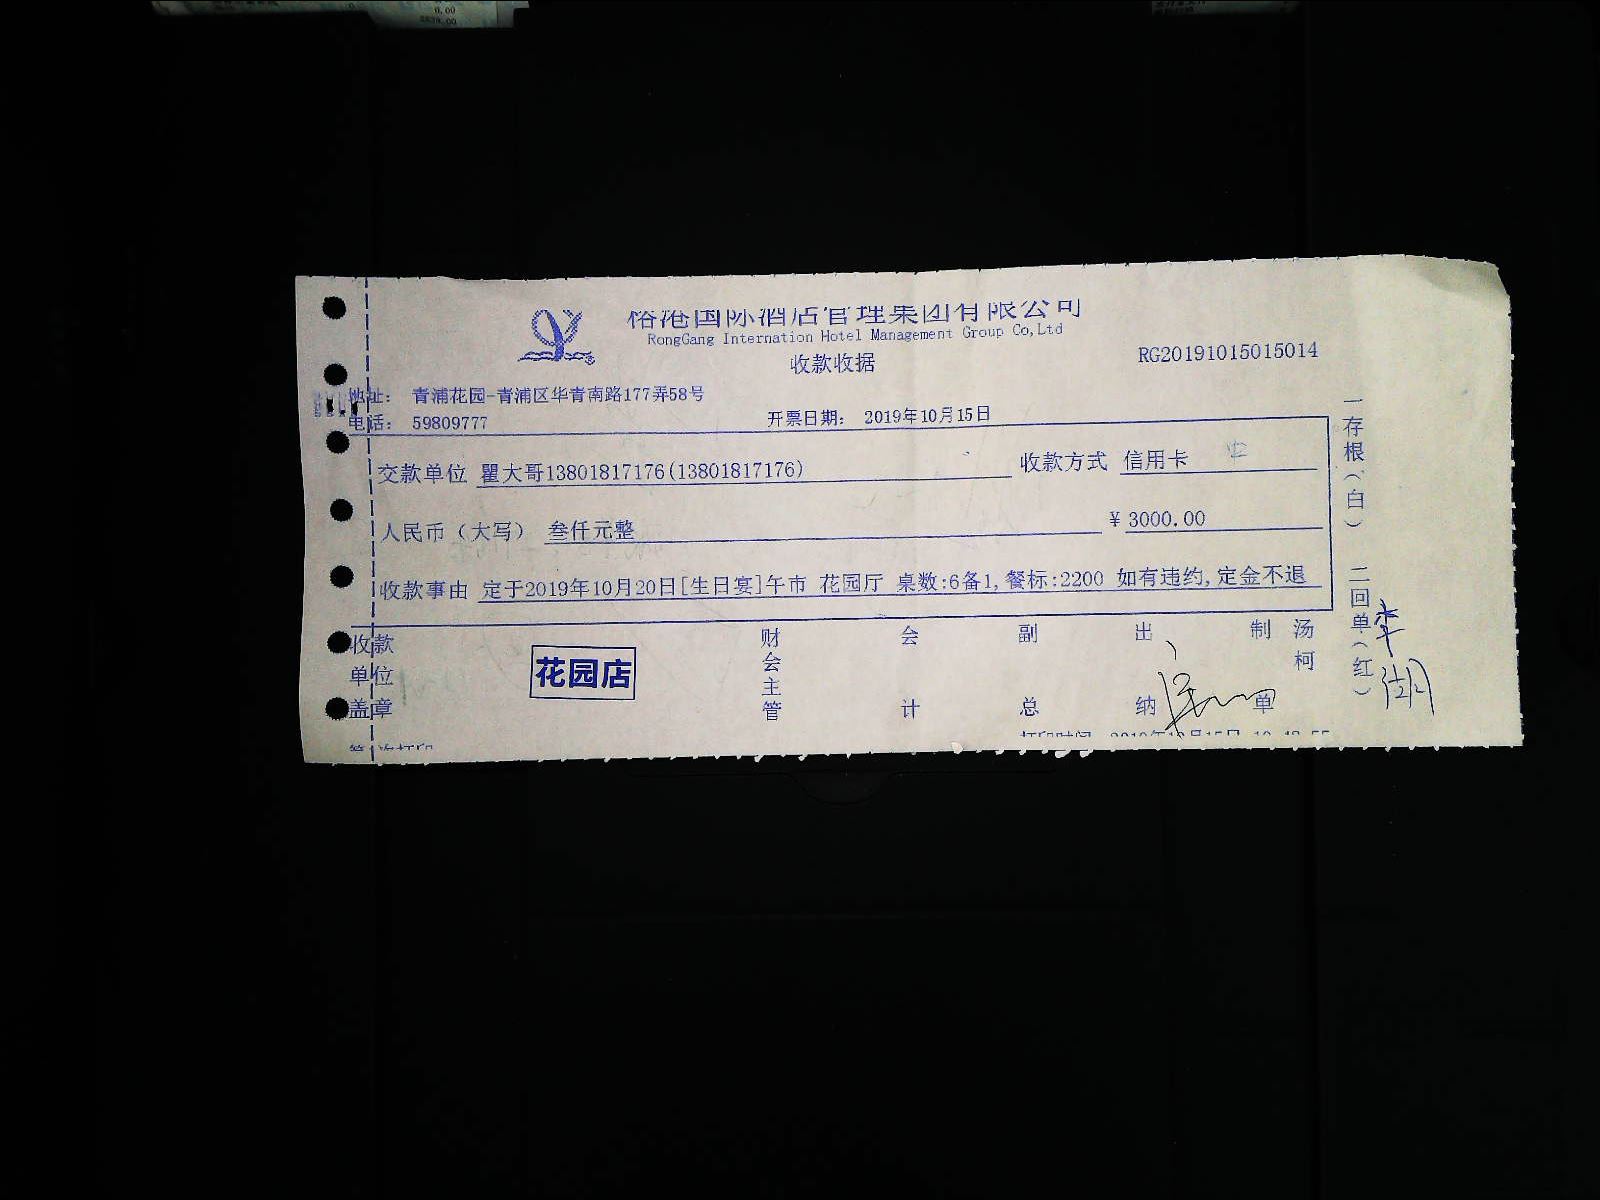 裕港国际酒店管理集团有限公司
RongGang Internation Hotel Management Group Co,Ltd
收款收据
RG20191015015014
地址： 青浦花园-青浦区华青南路177弄58号
电话： 59809777
开票日期： 2019年10月15日
交款单位 瞿大哥13801817176(13801817176)
收款方式 信用卡
人民币（大写） 叁仟元整
¥ 3000.00
收款事由 定于2019年10月20日[生日宴]午市 花园厅 桌数:6备1,餐标:2200 如有违约,定金不退
收款单位盖章
花园店
财会主管
会计
副总
出纳
制单
汤柯
一存根（白） 二回单（红）